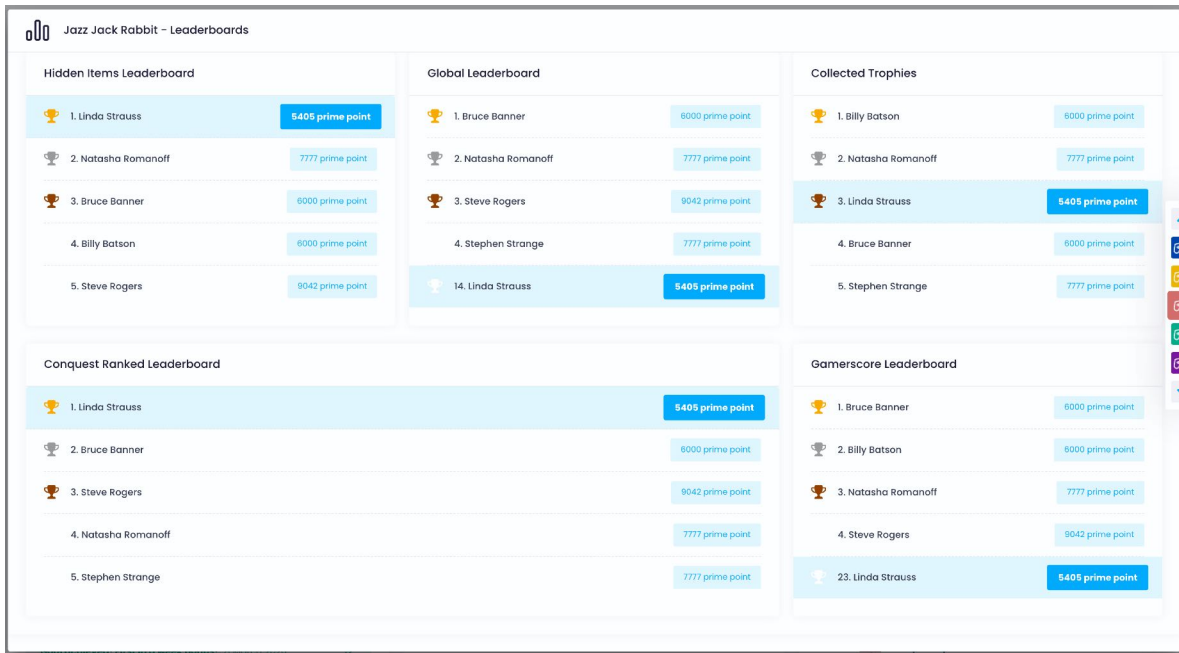 Jazz Jack Rabbit - Leaderboards
Hidden Items Leaderboard
1. Linda Strauss 5405 prime point
2. Natasha Romanoff 7777 prime point
3. Bruce Banner 6000 prime point
4. Billy Batson 6000 prime point
5. Steve Rogers 9042 prime point
Global Leaderboard
1. Bruce Banner 6000 prime point
2. Natasha Romanoff 7777 prime point
3. Steve Rogers 9042 prime point
4. Stephen Strange 7777 prime point
14. Linda Strauss 5405 prime point
Collected Trophies
1. Billy Batson 6000 prime point
2. Natasha Romanoff 7777 prime point
3. Linda Strauss 5405 prime point
4. Bruce Banner 6000 prime point
5. Stephen Strange 7777 prime point
Conquest Ranked Leaderboard
1. Linda Strauss 5405 prime point
2. Bruce Banner 6000 prime point
3. Steve Rogers 9042 prime point
4. Natasha Romanoff 7777 prime point
5. Stephen Strange 7777 prime point
Gamerscore Leaderboard
1. Bruce Banner 6000 prime point
2. Billy Batson 6000 prime point
3. Natasha Romanoff 7777 prime point
4. Steve Rogers 9042 prime point
23. Linda Strauss 5405 prime point